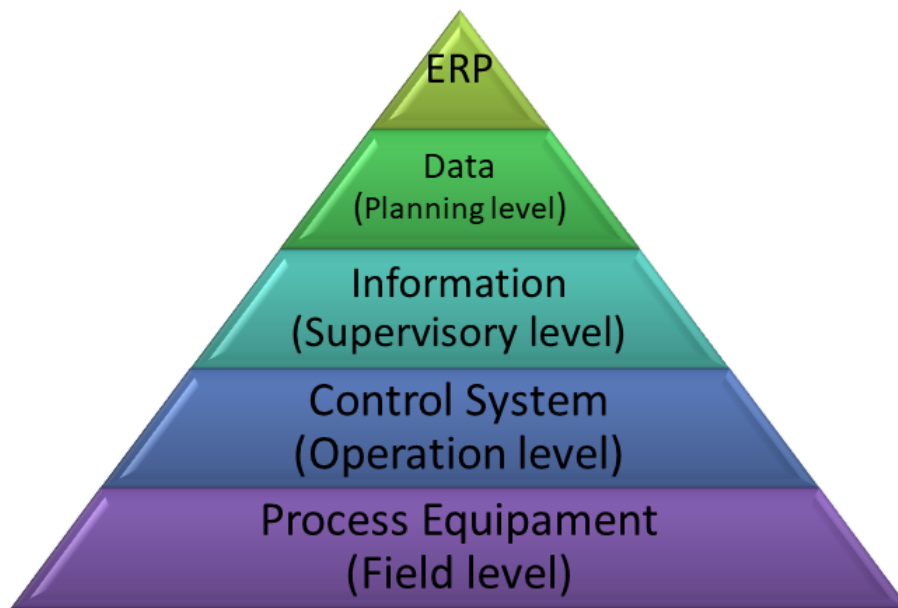 ERP
Data
(Planning level)
Information
(Supervisory level)
Control System
(Operation level)
Process Equipament
(Field level)